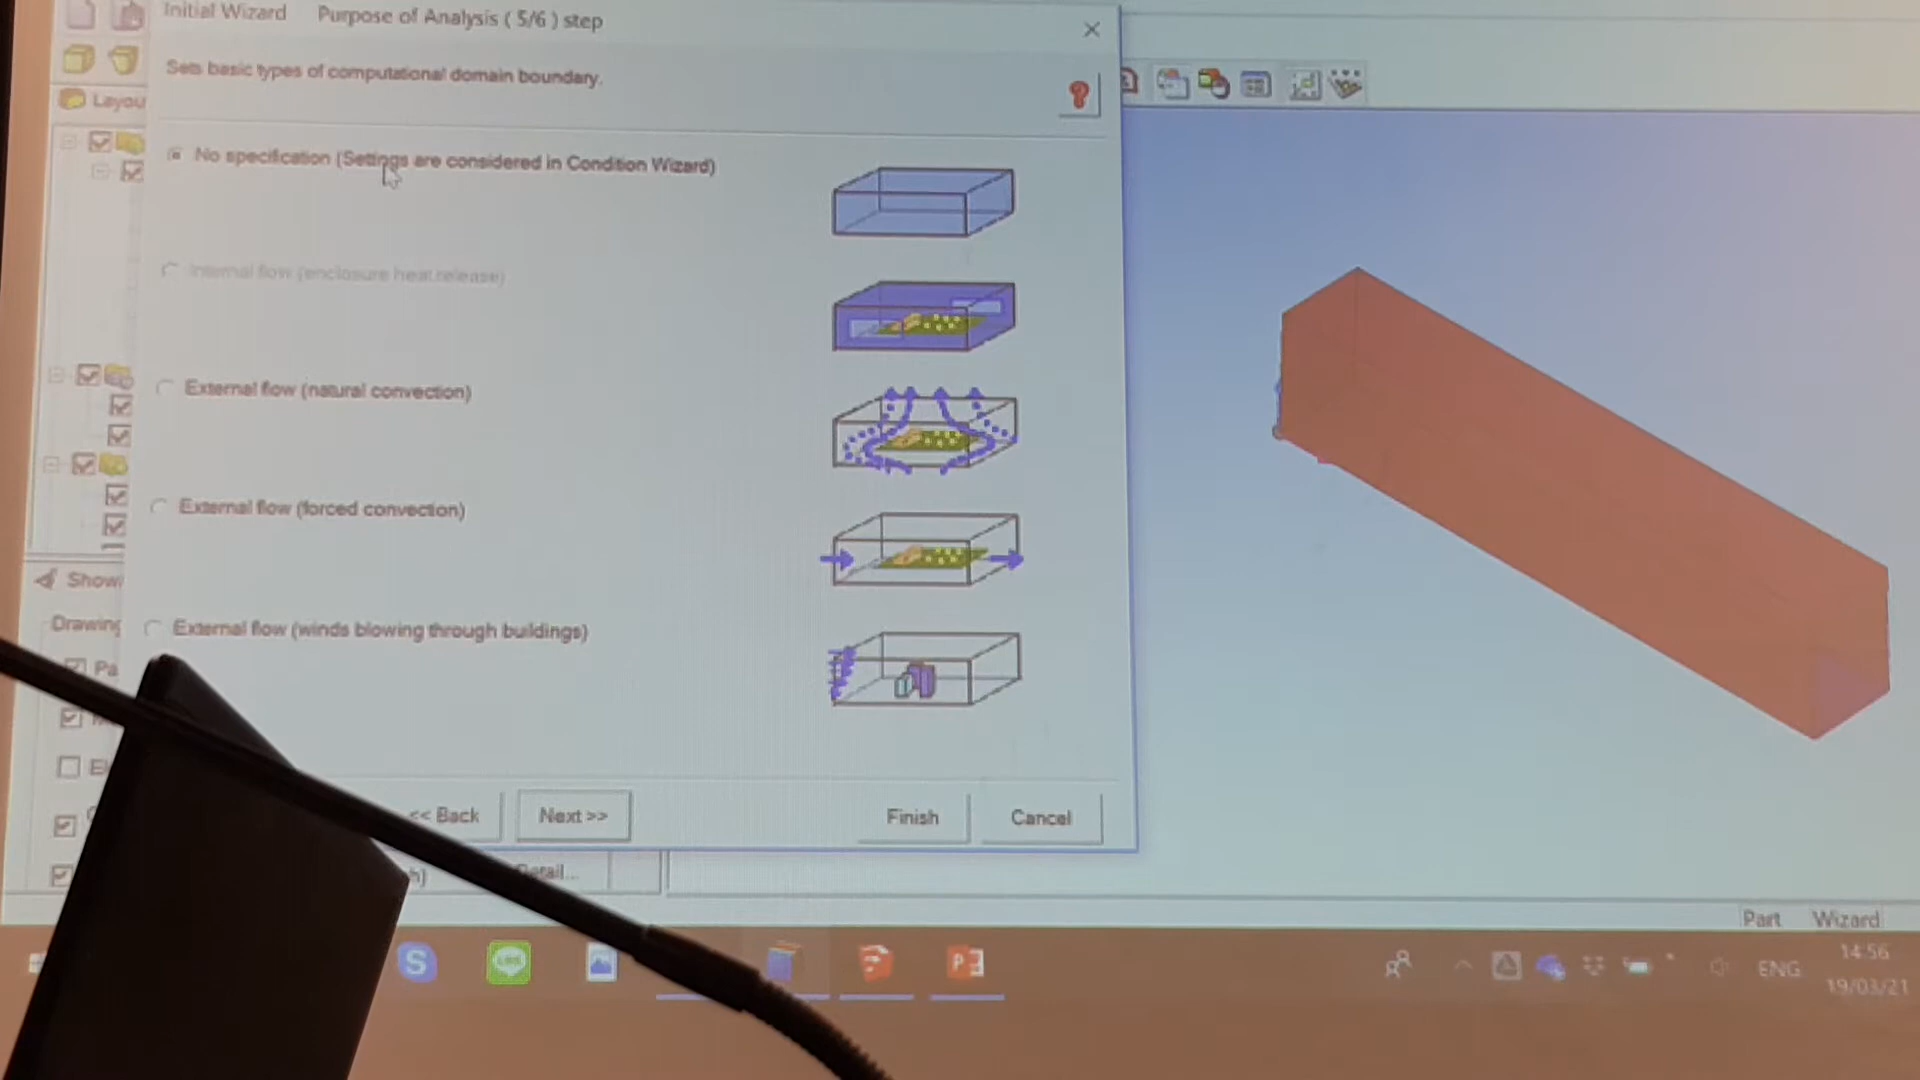 Initial Wizard Purpose of Analysis ( 5/6 ) step
Sets basic types of computational domain boundary.
?
Layou
No specification (Settings are considered in Condition Wizard)
Internal flow (enclosure heat release)
External flow (natural convection)
External flow (forced convection)
Show
Drawing
External flow (winds blowing through buildings)
Pa
El
<< Back
Next >>
Finish
Cancel
h)
Detail...
Part
Wizard
S
P
ENG
14:56
19/03/21